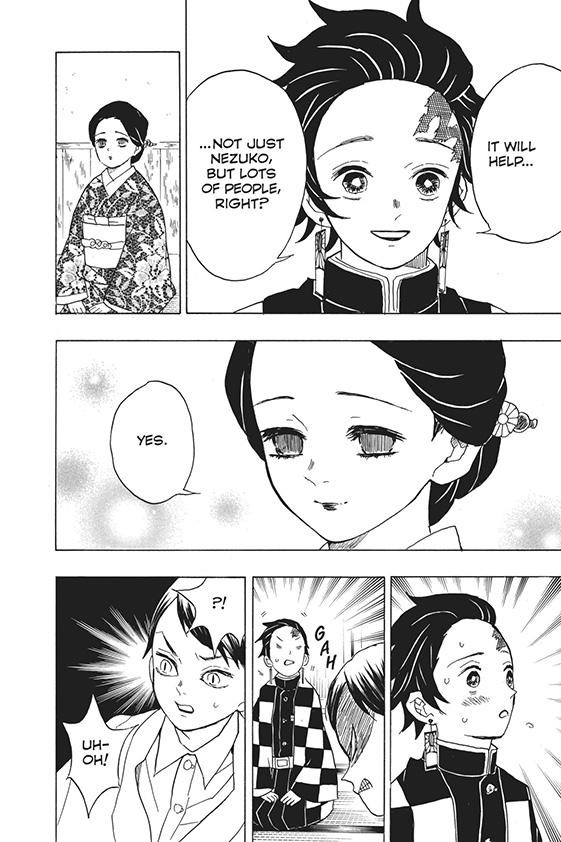 IT WILL
HELP...
...NOT JUST
NEZUKO,
BUT LOTS
OF PEOPLE,
RIGHT?
YES.
GAH
?!
UH-
OH!